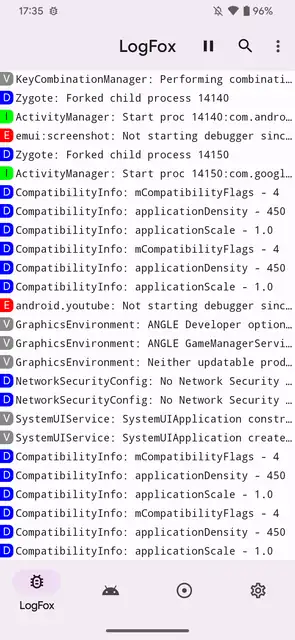 17:35 96%
LogFox
V KeyCombinationManager: Performing combinati…
D Zygote: Forked child process 14140
I ActivityManager: Start proc 14140:com.andro…
E emui:screenshot: Not starting debugger sinc…
D Zygote: Forked child process 14150
I ActivityManager: Start proc 14150:com.googl…
D CompatibilityInfo: mCompatibilityFlags - 4
D CompatibilityInfo: applicationDensity - 450
D CompatibilityInfo: applicationScale - 1.0
D CompatibilityInfo: mCompatibilityFlags - 4
D CompatibilityInfo: applicationDensity - 450
D CompatibilityInfo: applicationScale - 1.0
E android.youtube: Not starting debugger sinc…
V GraphicsEnvironment: ANGLE Developer option…
V GraphicsEnvironment: ANGLE GameManagerServi…
V GraphicsEnvironment: Neither updatable prod…
D NetworkSecurityConfig: No Network Security …
D NetworkSecurityConfig: No Network Security …
V SystemUIService: SystemUIApplication constr…
V SystemUIService: SystemUIApplication create…
D CompatibilityInfo: mCompatibilityFlags - 4
D CompatibilityInfo: applicationDensity - 450
D CompatibilityInfo: applicationScale - 1.0
D CompatibilityInfo: mCompatibilityFlags - 4
D CompatibilityInfo: applicationDensity - 450
D CompatibilityInfo: applicationScale - 1.0
LogFox